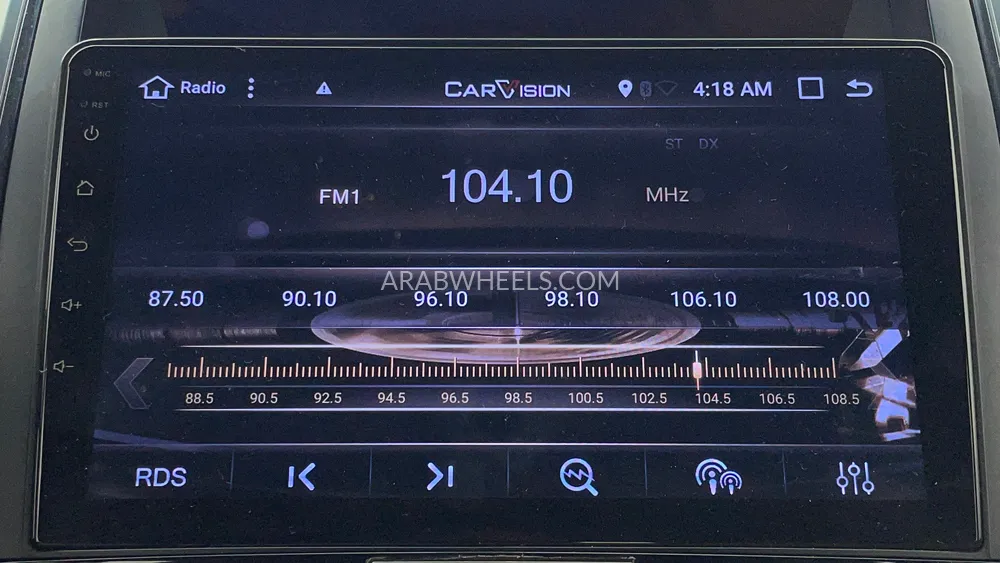 MIC
Radio
CARVISION
4:18 AM
RST
ST DX
FM1
104.10
MHz
ARABWHEELS.COM
87.50 90.10 96.10 98.10 106.10 108.00
88.5 90.5 92.5 94.5 96.5 98.5 100.5 102.5 104.5 106.5 108.5
RDS